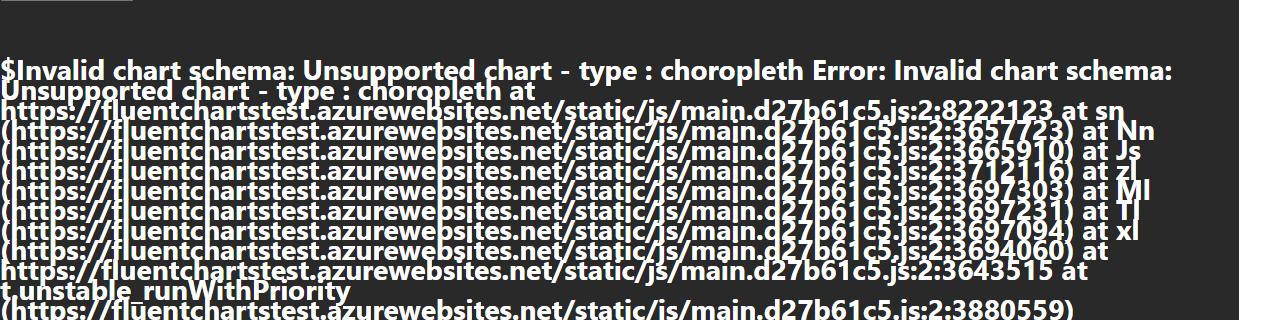 $Invalid chart schema: Unsupported chart - type : choropleth Error: Invalid chart schema:
Unsupported chart - type : choropleth at
https://fluentchartstest.azurewebsites.net/static/js/main.d27b61c5.js:2:8222123 at sn
(https://fluentchartstest.azurewebsites.net/static/js/main.d27b61c5.js:2:3657723) at Nn
(https://fluentchartstest.azurewebsites.net/static/js/main.d27b61c5.js:2:3665910) at Js
(https://fluentchartstest.azurewebsites.net/static/js/main.d27b61c5.js:2:3712116) at zl
(https://fluentchartstest.azurewebsites.net/static/js/main.d27b61c5.js:2:3697303) at Ml
(https://fluentchartstest.azurewebsites.net/static/js/main.d27b61c5.js:2:3697231) at Tl
(https://fluentchartstest.azurewebsites.net/static/js/main.d27b61c5.js:2:3697094) at xl
(https://fluentchartstest.azurewebsites.net/static/js/main.d27b61c5.js:2:3694060) at
https://fluentchartstest.azurewebsites.net/static/js/main.d27b61c5.js:2:3643515 at
t.unstable_runWithPriority
(https://fluentchartstest.azurewebsites.net/static/js/main.d27b61c5.js:2:3880559)